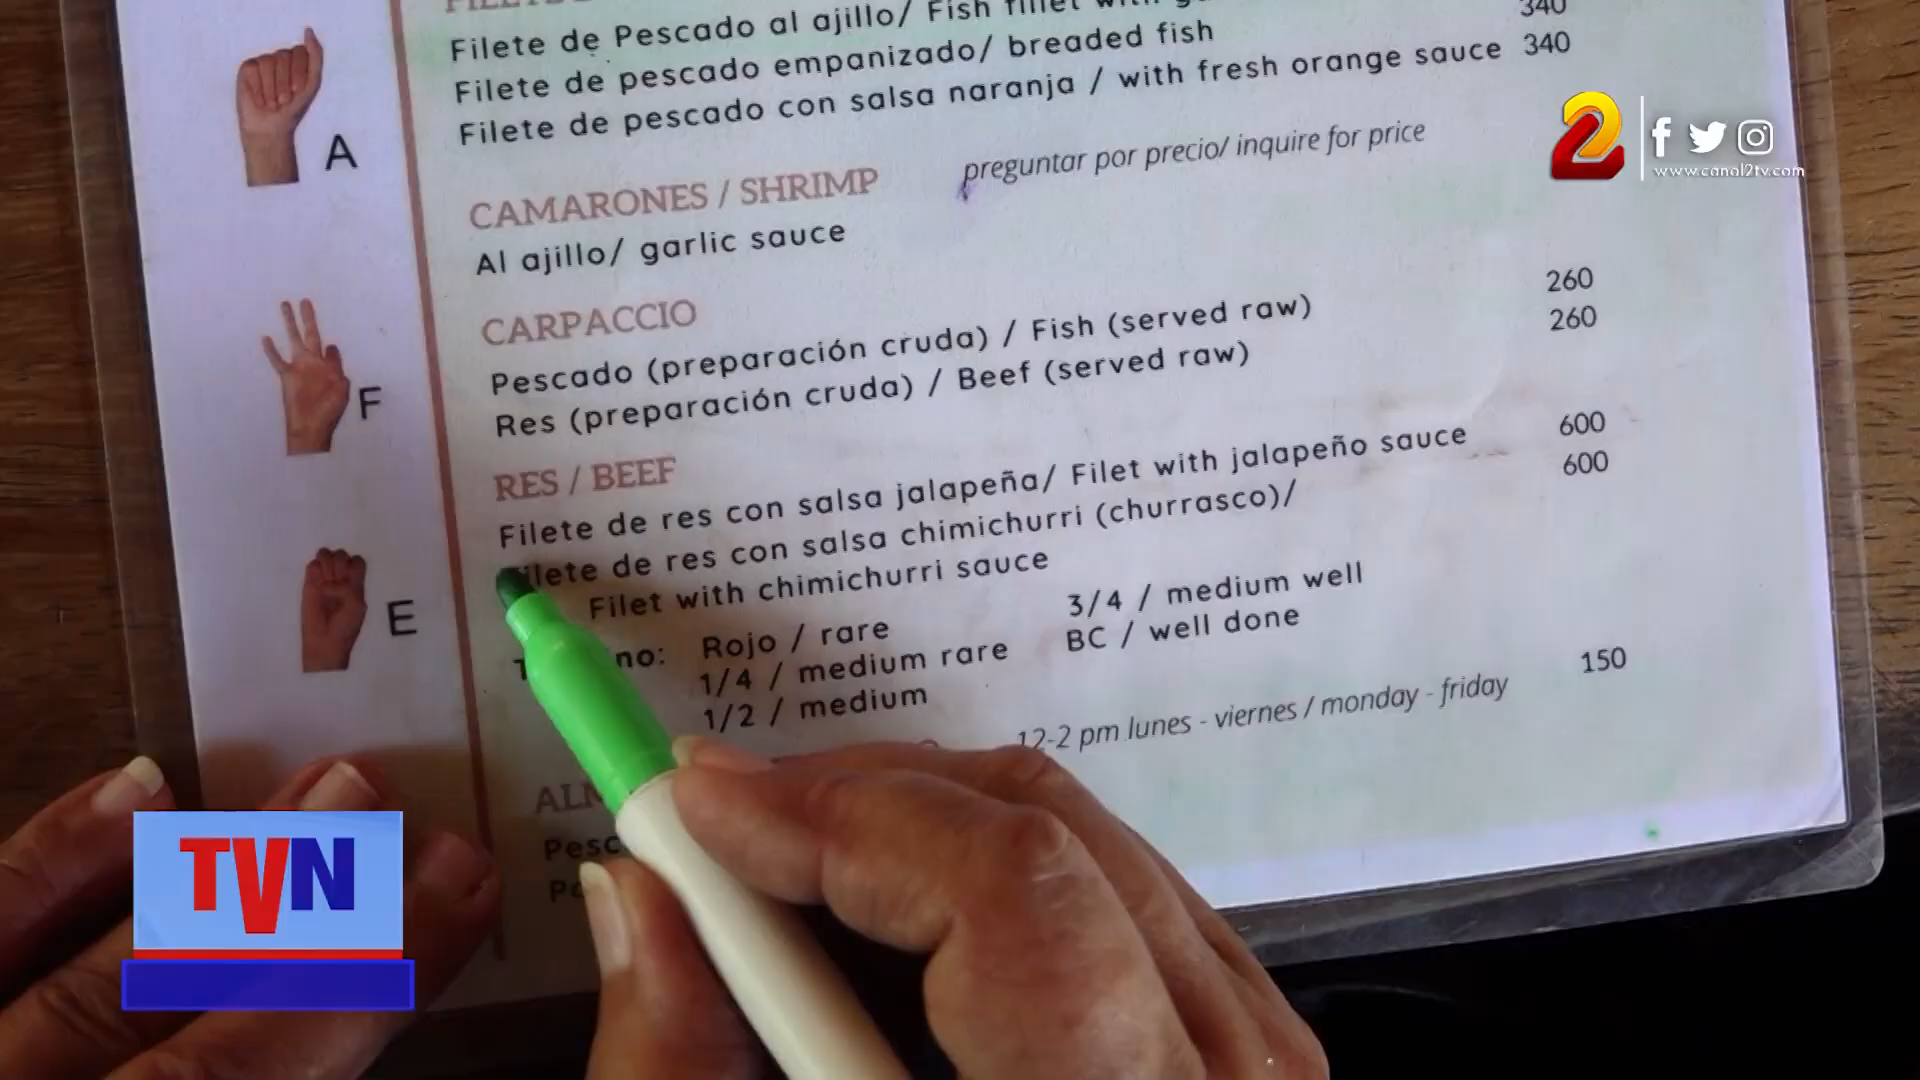 Filete de Pescado al ajillo/ Fish fillet with
Filete de pescado empanizado/ breaded fish 340
Filete de pescado con salsa naranja / with fresh orange sauce 340
CAMARONES / SHRIMP preguntar por precio/ inquire for price
Al ajillo/ garlic sauce
CARPACCIO
Pescado (preparación cruda) / Fish (served raw) 260
Res (preparación cruda) / Beef (served raw) 260
RES / BEEF
Filete de res con salsa jalapeña/ Filet with jalapeño sauce 600
Filete de res con salsa chimichurri (churrasco)/ 600
Filet with chimichurri sauce
Rojo / rare 3/4 / medium well
1/4 / medium rare BC / well done
1/2 / medium
12-2 pm lunes - viernes / monday - friday 150
A
F
E
2
www.canal2tv.com
TVN